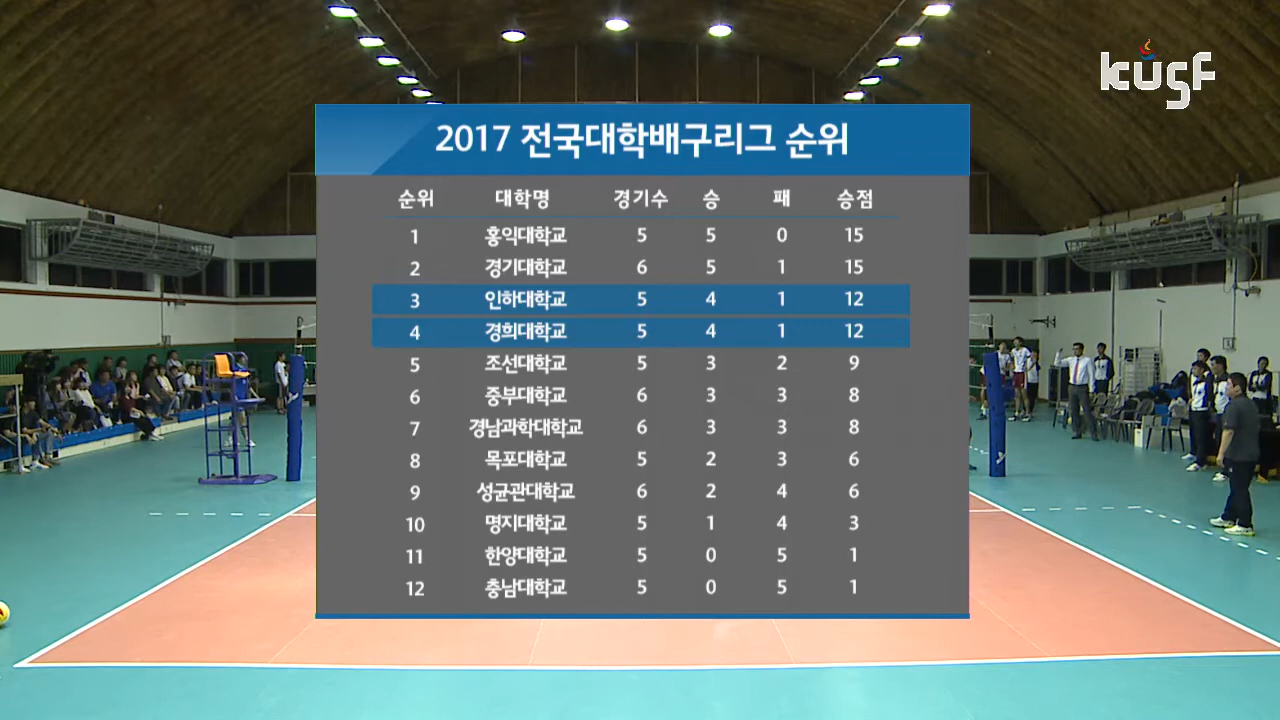 kusf
2017 전국대학배구리그 순위
순위 대학명 경기수 승 패 승점
1 홍익대학교 5 5 0 15
2 경기대학교 6 5 1 15
3 인하대학교 5 4 1 12
4 경희대학교 5 4 1 12
5 조선대학교 5 3 2 9
6 중부대학교 6 3 3 8
7 경남과학대학교 6 3 3 8
8 목포대학교 5 2 3 6
9 성균관대학교 6 2 4 6
10 명지대학교 5 1 4 3
11 한양대학교 5 0 5 1
12 충남대학교 5 0 5 1